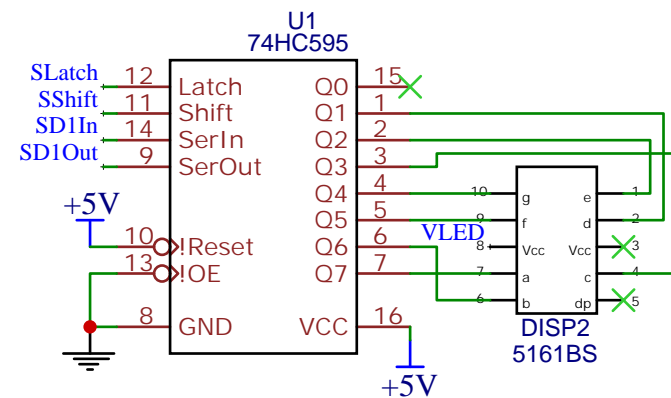 U1
74HC595
SLatch 12 Latch Q0 15
SShift 11 Shift Q1 1
SD1In 14 SerIn Q2 2
SD1Out 9 SerOut Q3 3
Q4 4 10 g e 1
+5V Q5 5 9 f d 2
10 !Reset Q6 6 VLED 8 Vcc Vcc 3
13 !OE Q7 7 7 a c 4
6 b dp 5
8 GND VCC 16
DISP2
5161BS
+5V